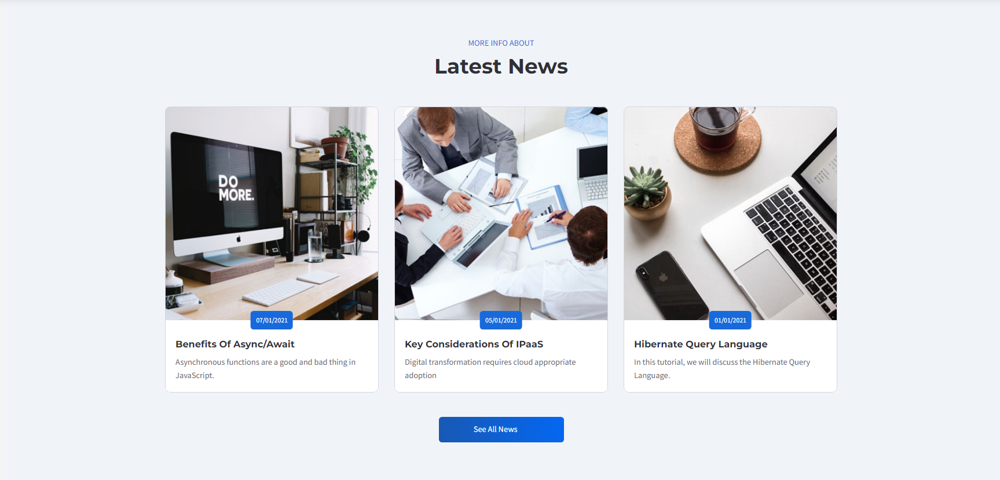 MORE INFO ABOUT
Latest News
DO
MORE.
07/01/2021
Benefits Of Async/Await
Asynchronous functions are a good and bad thing in
JavaScript.
05/01/2021
Key Considerations Of IPaaS
Digital transformation requires cloud appropriate
adoption
01/01/2021
Hibernate Query Language
In this tutorial, we will discuss the Hibernate Query
Language.
See All News